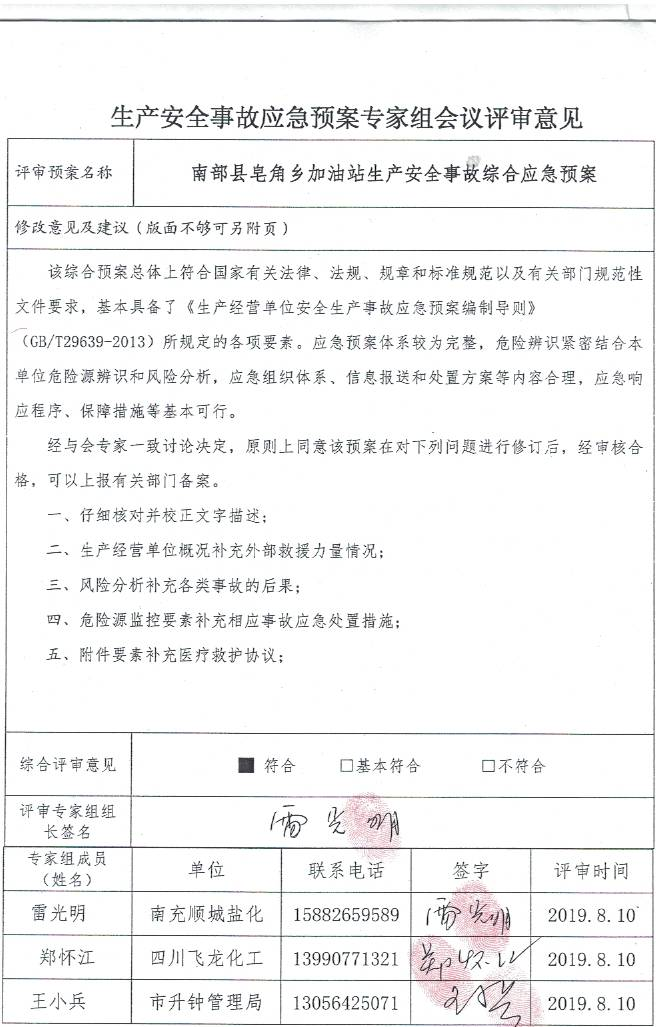 生产安全事故应急预案专家组会议评审意见
评审预案名称 南部县皂角乡加油站生产安全事故综合应急预案
修改意见及建议（版面不够可另附页）
该综合预案总体上符合国家有关法律、法规、规章和标准规范以及有关部门规范性
文件要求，基本具备了《生产经营单位安全生产事故应急预案编制导则》
（GB/T29639-2013）所规定的各项要素。应急预案体系较为完整，危险辨识紧密结合本
单位危险源辨识和风险分析，应急组织体系、信息报送和处置方案等内容合理，应急响
应程序、保障措施等基本可行。
经与会专家一致讨论决定，原则上同意该预案在对下列问题进行修订后，经审核合
格，可以上报有关部门备案。
一、仔细核对并校正文字描述；
二、生产经营单位概况补充外部救援力量情况；
三、风险分析补充各类事故的后果；
四、危险源监控要素补充相应事故应急处置措施；
五、附件要素补充医疗救护协议；
综合评审意见 ■ 符合 □基本符合 □不符合
评审专家组组
长签名 雷光明
专家组成员
（姓名） 单位 联系电话 签字 评审时间
雷光明 南充顺城盐化 15882659589 雷光明 2019.8.10
郑怀江 四川飞龙化工 13990771321 郑怀江 2019.8.10
王小兵 市升钟管理局 13056425071 王小兵 2019.8.10